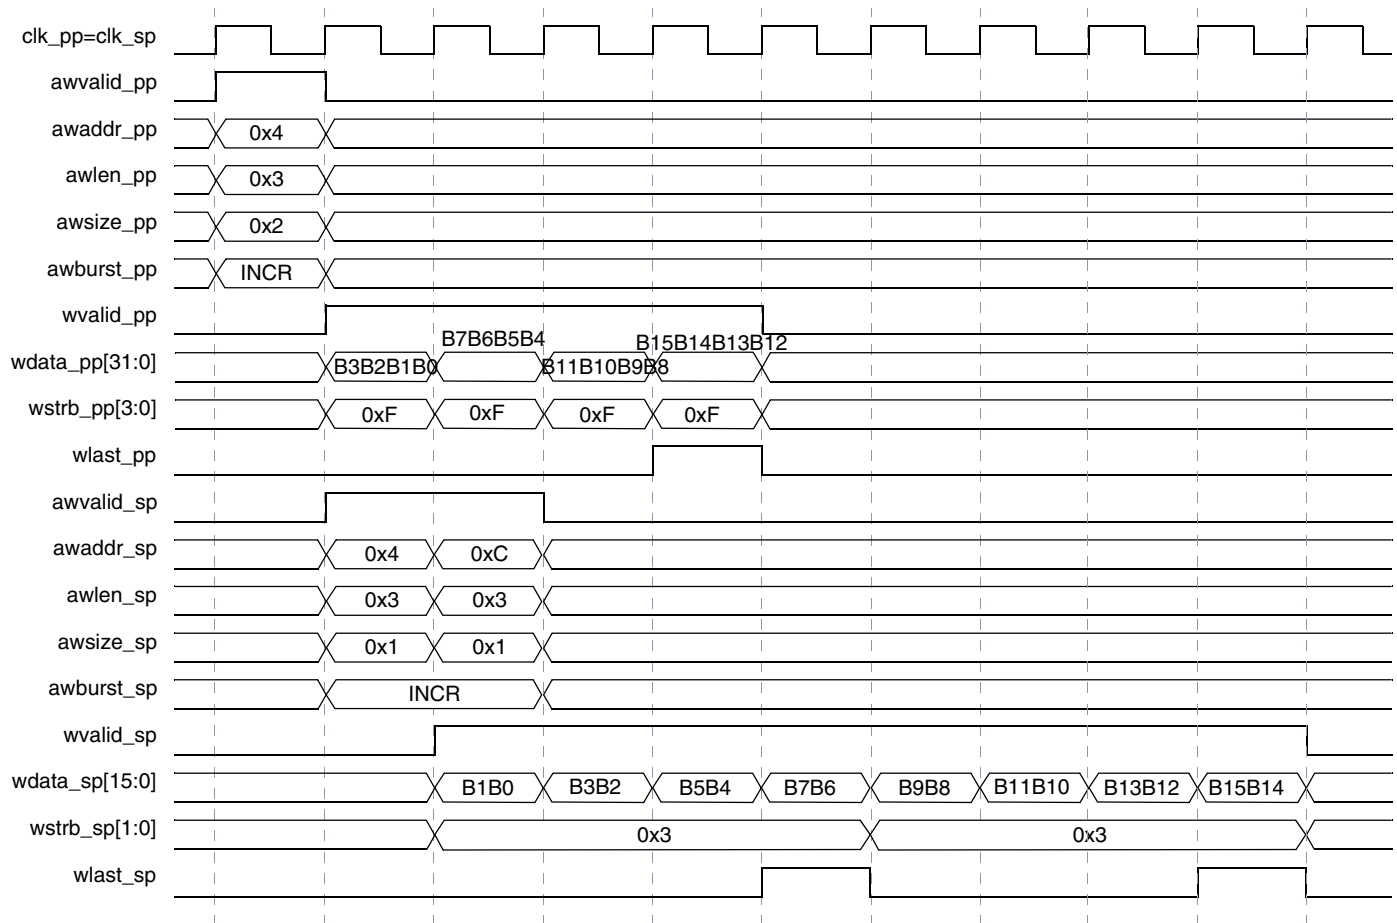 clk_pp=clk_sp
awvalid_pp
awaddr_pp 0x4
awlen_pp 0x3
awsize_pp 0x2
awburst_pp INCR
wvalid_pp
B7B6B5B4 B15B14B13B12
wdata_pp[31:0] B3B2B1B0 B11B10B9B8
wstrb_pp[3:0] 0xF 0xF 0xF 0xF
wlast_pp
awvalid_sp
awaddr_sp 0x4 0xC
awlen_sp 0x3 0x3
awsize_sp 0x1 0x1
awburst_sp INCR
wvalid_sp
wdata_sp[15:0] B1B0 B3B2 B5B4 B7B6 B9B8 B11B10 B13B12 B15B14
wstrb_sp[1:0] 0x3 0x3
wlast_sp